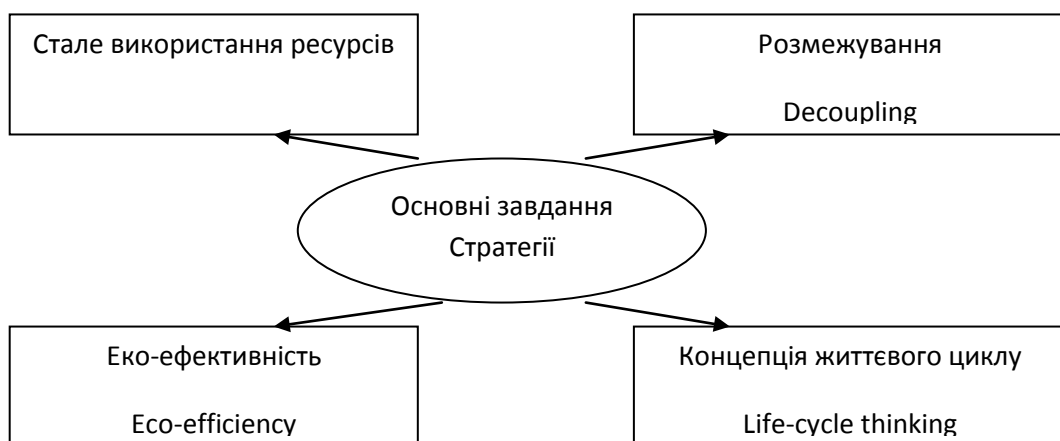 Стале використання ресурсів
Розмежування
Decoupling
Основні завдання
Стратегії
Еко-ефективність
Eco-efficiency
Концепція життєвого циклу
Life-cycle thinking